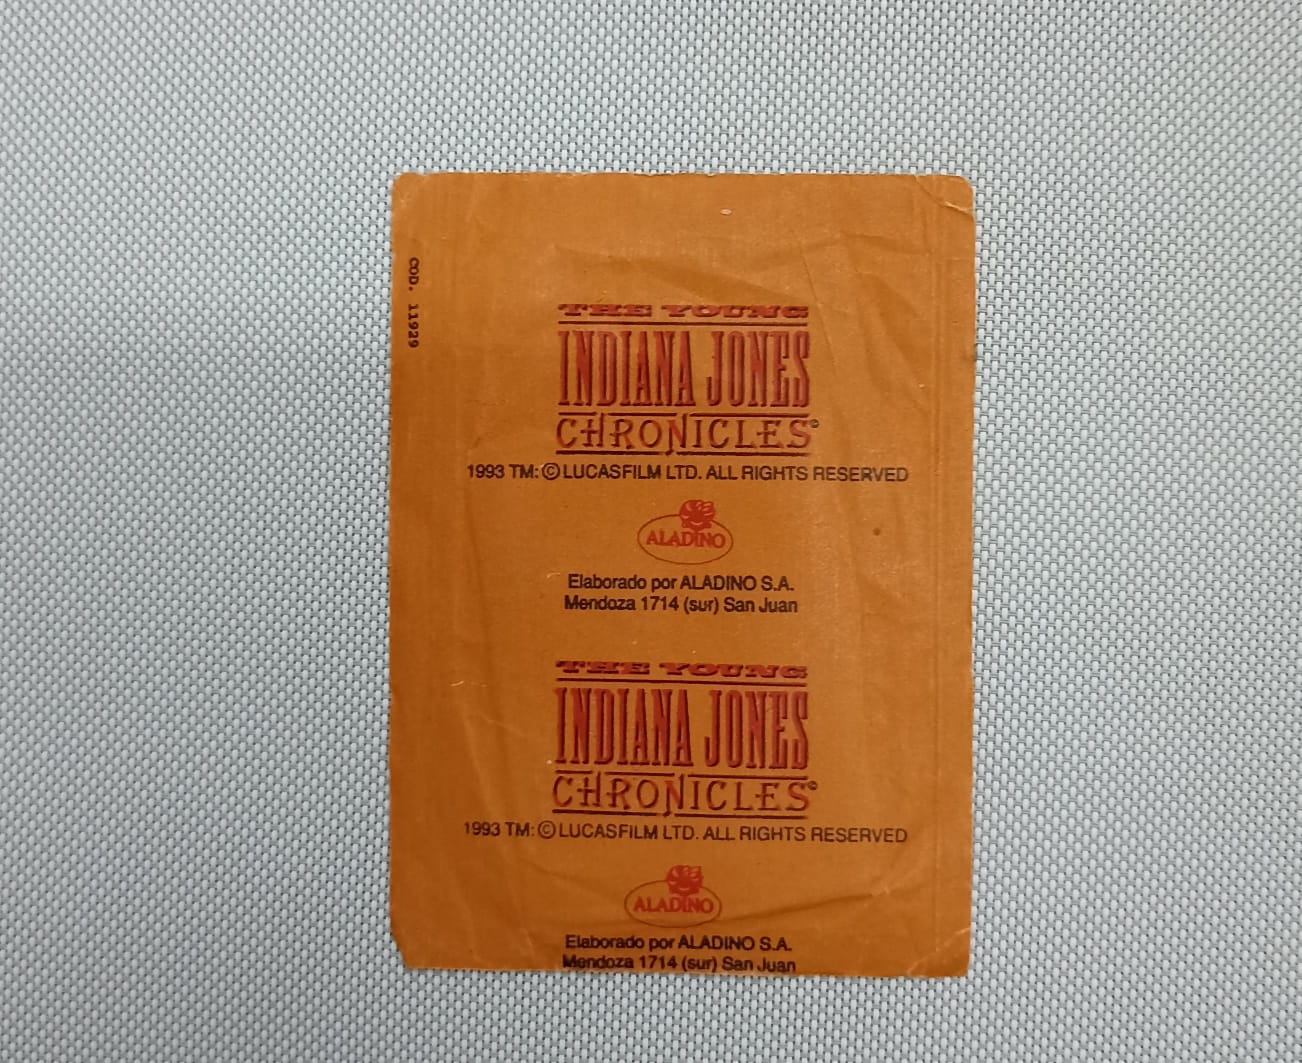 COD. 11929
THE YOUNG
INDIANA JONES
CHRONICLES©
1993 TM: © LUCASFILM LTD. ALL RIGHTS RESERVED
ALADINO
Elaborado por ALADINO S.A.
Mendoza 1714 (sur) San Juan
THE YOUNG
INDIANA JONES
CHRONICLES©
1993 TM: © LUCASFILM LTD. ALL RIGHTS RESERVED
ALADINO
Elaborado por ALADINO S.A.
Mendoza 1714 (sur) San Juan